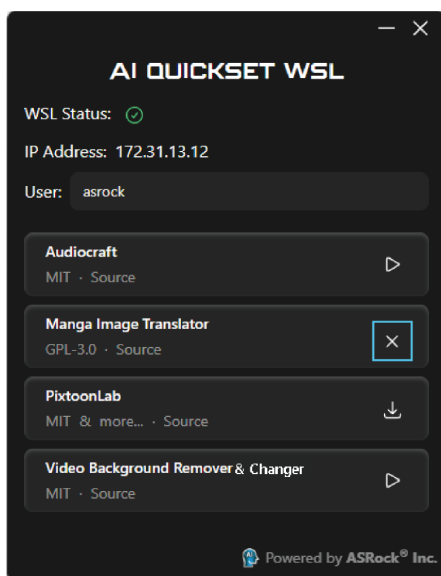 AI QUICKSET WSL
WSL Status:
IP Address: 172.31.13.12
User: asrock
Audiocraft
MIT · Source
Manga Image Translator
GPL-3.0 · Source
PixtoonLab
MIT & more... · Source
Video Background Remover & Changer
MIT · Source
Powered by ASRock® Inc.